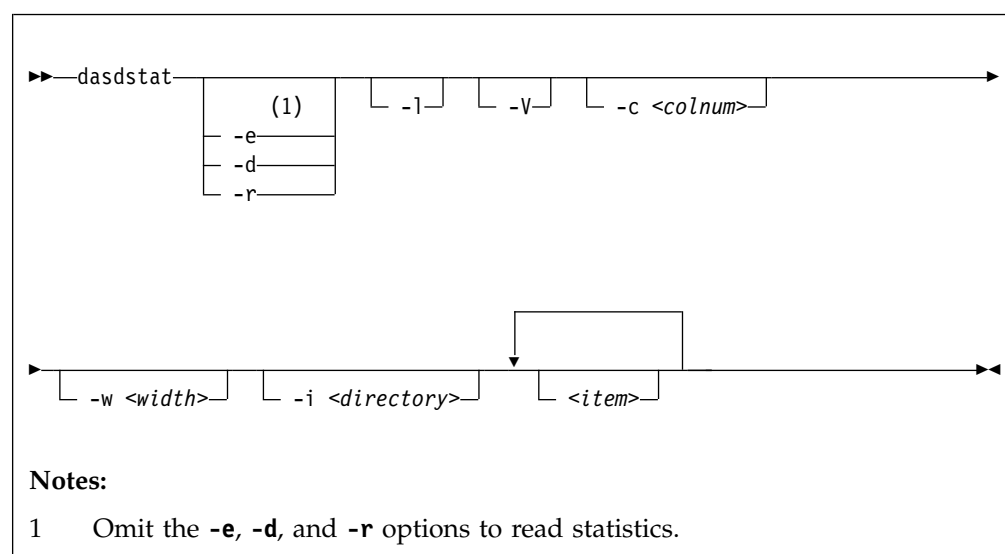 dasdstat
(1)
-l
-V
-c <colnum>
-e
-d
-r
-w <width>
-i <directory>
<item>
Notes:
1 Omit the -e, -d, and -r options to read statistics.